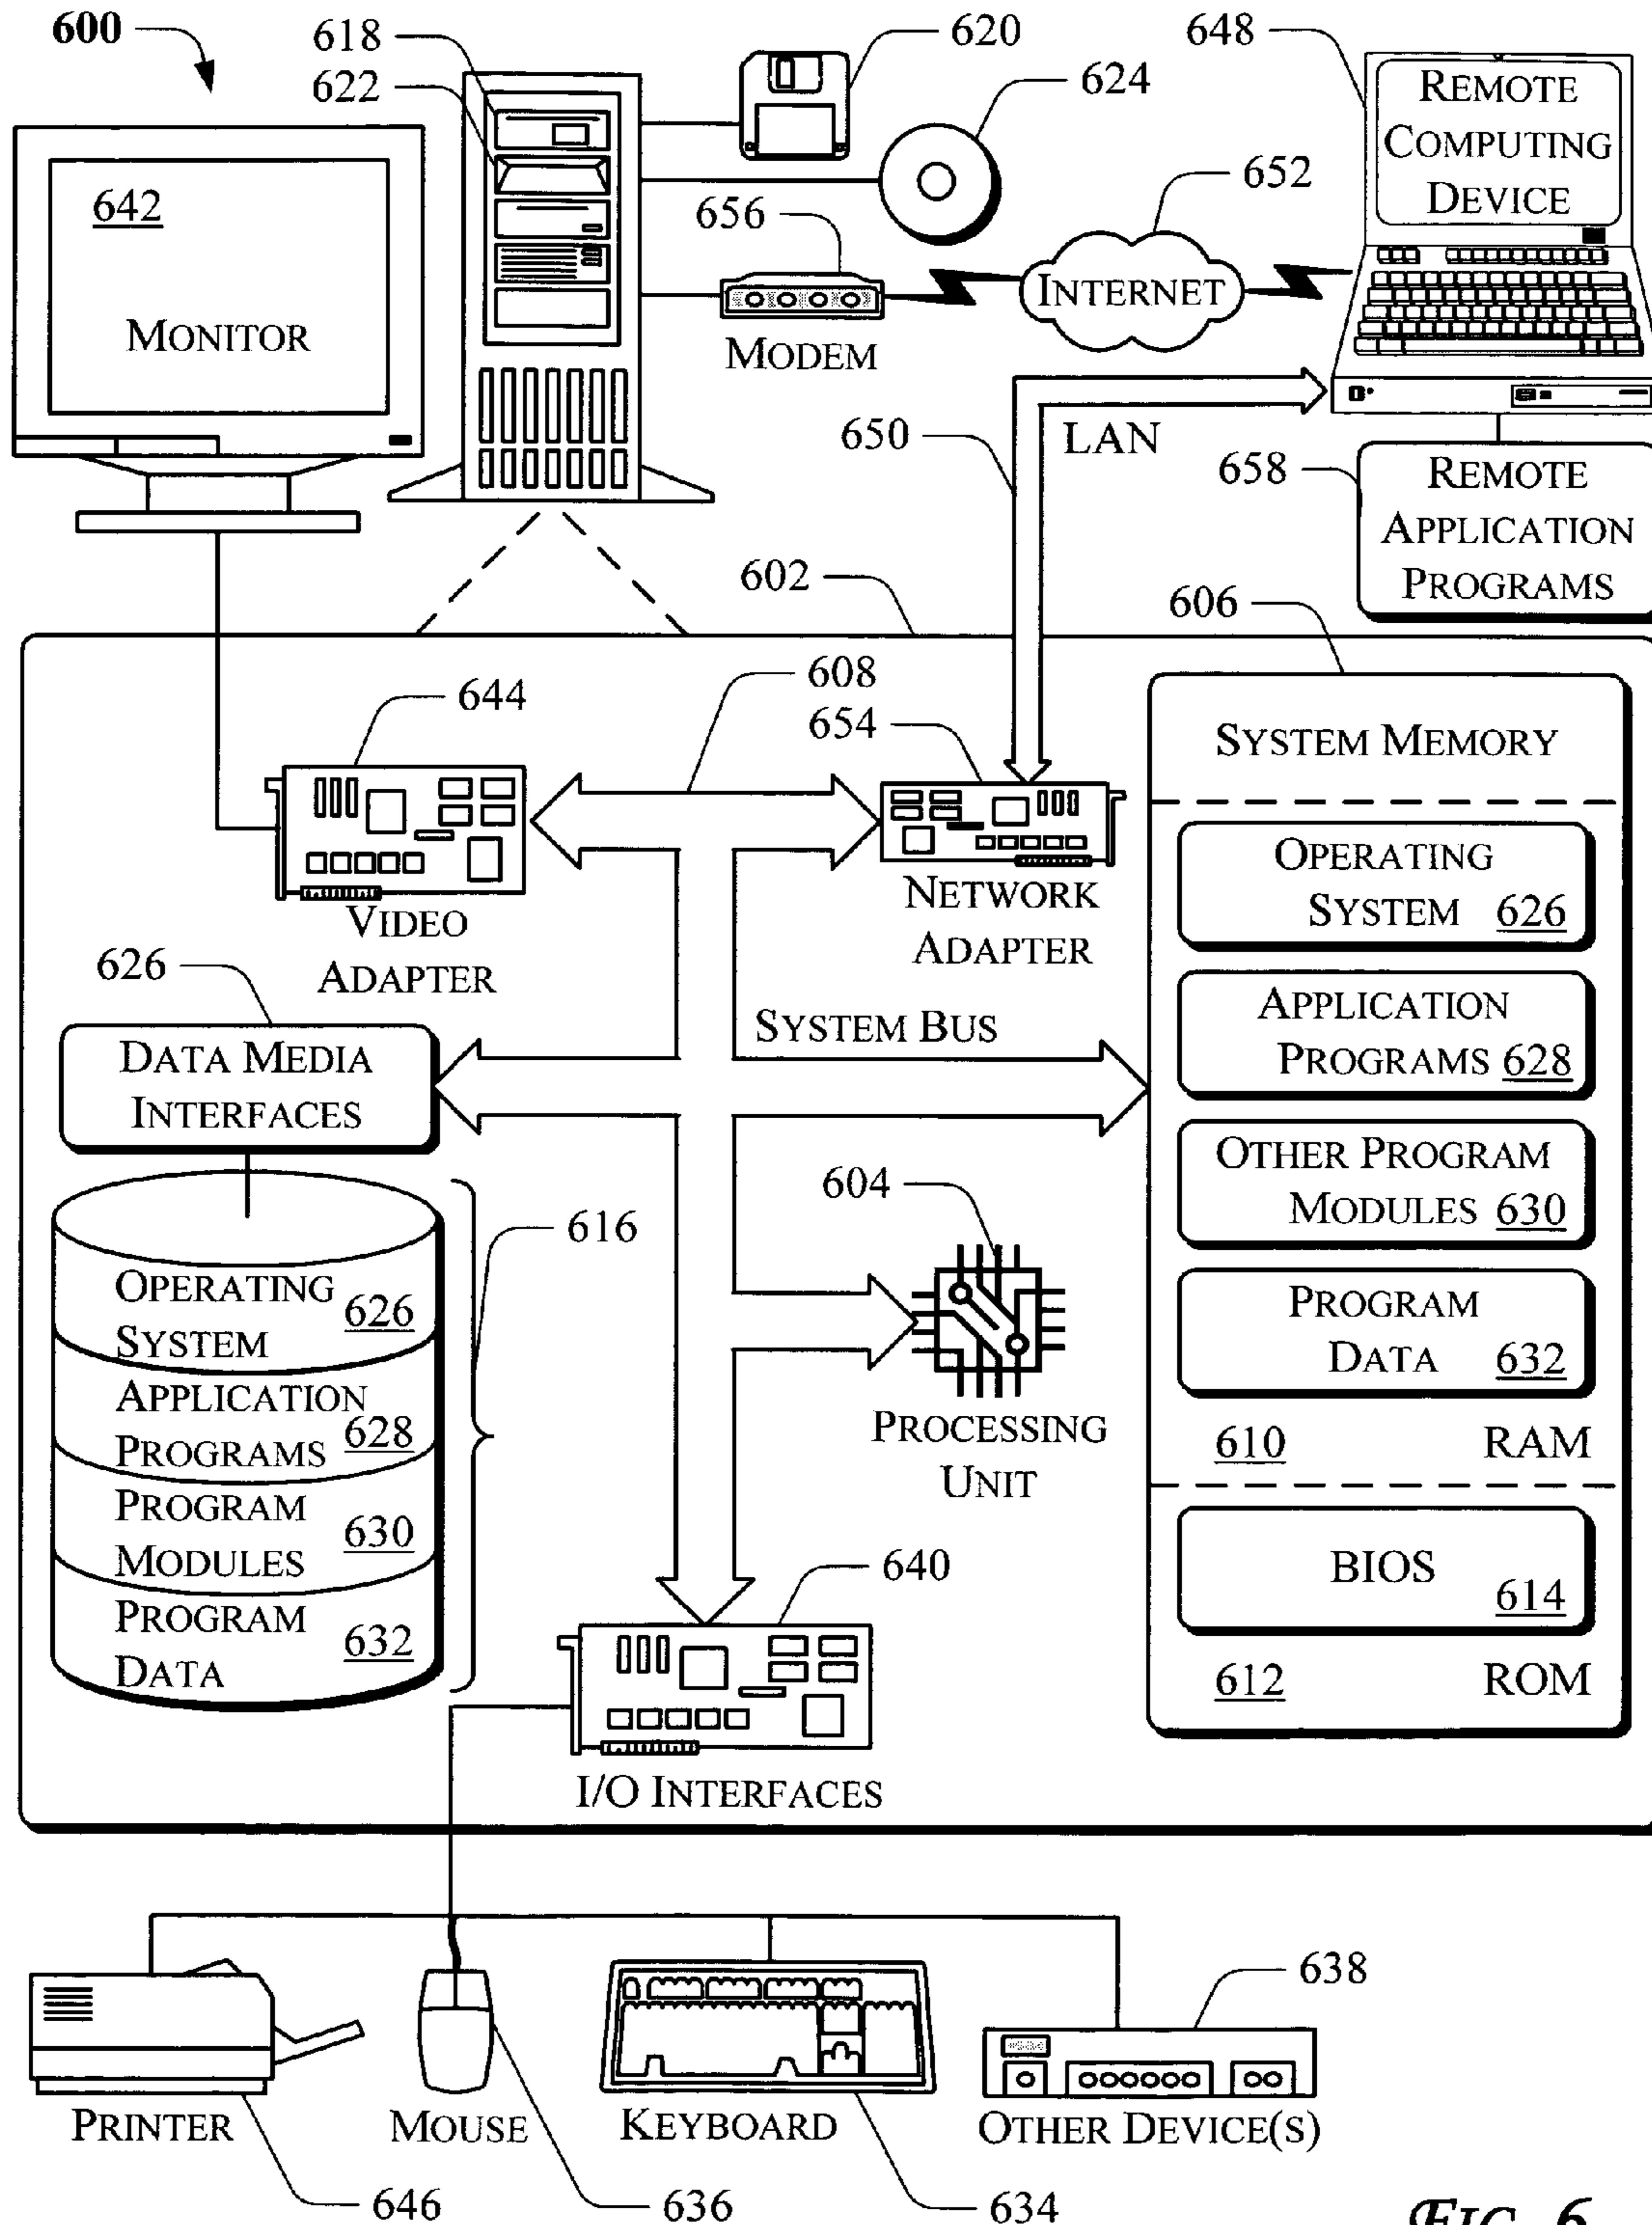 600
618
622
620
624
648
REMOTE
COMPUTING
DEVICE
642
MONITOR
656
MODEM
652
INTERNET
650
LAN
658
REMOTE
APPLICATION
PROGRAMS
602
606
644
608
654
VIDEO
ADAPTER
NETWORK
ADAPTER
SYSTEM MEMORY
OPERATING
SYSTEM 626
APPLICATION
PROGRAMS 628
OTHER PROGRAM
MODULES 630
PROGRAM
DATA 632
610 RAM
BIOS
614
612 ROM
626
DATA MEDIA
INTERFACES
SYSTEM BUS
604
PROCESSING
UNIT
616
OPERATING
SYSTEM 626
APPLICATION
PROGRAMS 628
PROGRAM
MODULES 630
PROGRAM
DATA 632
640
I/O INTERFACES
638
PRINTER
MOUSE
KEYBOARD
OTHER DEVICE(S)
646
636
634
FIG. 6